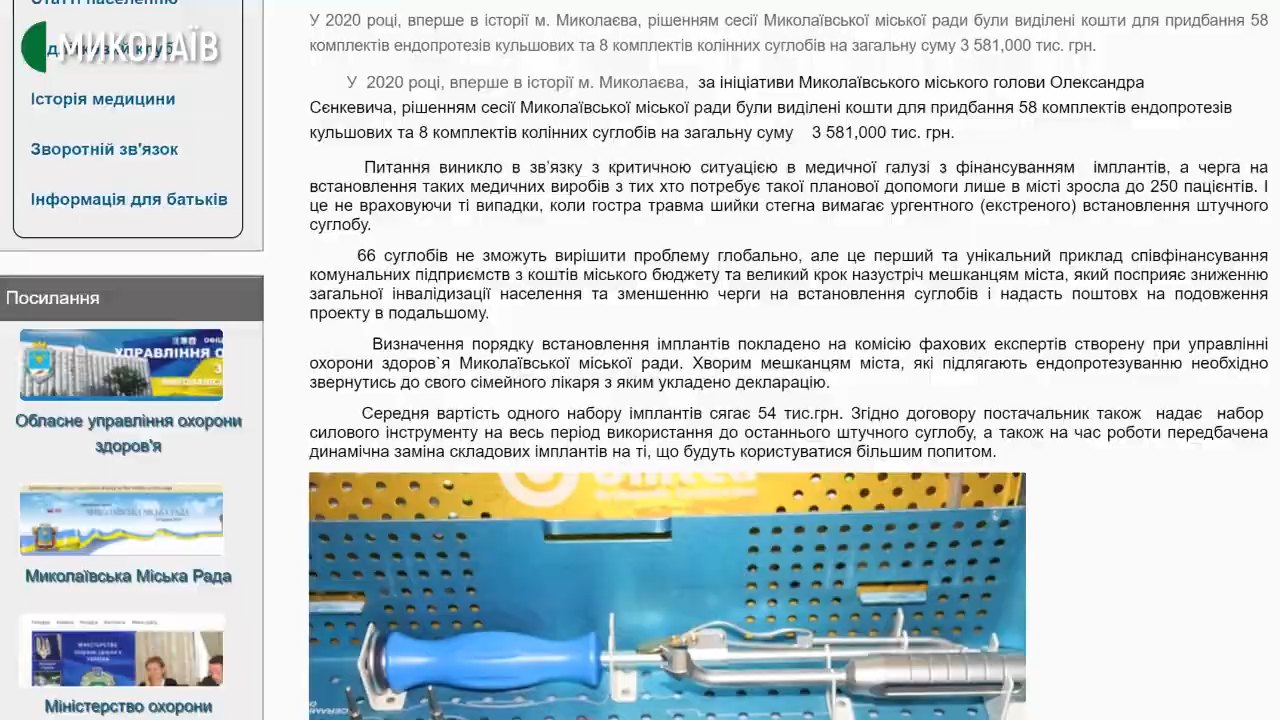 Статті населенню
МИКОЛАЇВ
Історія медицини
Зворотній зв'язок
Інформація для батьків
Посилання
УПРАВЛІННЯ
Обласне управління охорони
здоров'я
МИКОЛАЇВСЬКА МІСЬКА РАДА
Миколаївська Міська Рада
МІНІСТЕРСТВО
Міністерство охорони
У 2020 році, вперше в історії м. Миколаєва, рішенням сесії Миколаївської міської ради були виділені кошти для придбання 58
комплектів ендопротезів кульшових та 8 комплектів колінних суглобів на загальну суму 3 581,000 тис. грн.
У 2020 році, вперше в історії м. Миколаєва, за ініціативи Миколаївського міського голови Олександра
Сєнкевича, рішенням сесії Миколаївської міської ради були виділені кошти для придбання 58 комплектів ендопротезів
кульшових та 8 комплектів колінних суглобів на загальну суму 3 581,000 тис. грн.
Питання виникло в зв'язку з критичною ситуацією в медичної галузі з фінансуванням імплантів, а черга на
встановлення таких медичних виробів з тих хто потребує такої планової допомоги лише в місті зросла до 250 пацієнтів. І
це не враховуючи ті випадки, коли гостра травма шийки стегна вимагає ургентного (екстреного) встановлення штучного
суглобу.
66 суглобів не зможуть вирішити проблему глобально, але це перший та унікальний приклад співфінансування
комунальних підприємств з коштів міського бюджету та великий крок назустріч мешканцям міста, який посприяє зниженню
загальної інвалідизації населення та зменшенню черги на встановлення суглобів і надасть поштовх на подовження
проекту в подальшому.
Визначення порядку встановлення імплантів покладено на комісію фахових експертів створену при управлінні
охорони здоров`я Миколаївської міської ради. Хворим мешканцям міста, які підлягають ендопротезуванню необхідно
звернутись до свого сімейного лікаря з яким укладено декларацію.
Середня вартість одного набору імплантів сягає 54 тис.грн. Згідно договору постачальник також надає набор
силового інструменту на весь період використання до останнього штучного суглобу, а також на час роботи передбачена
динамічна заміна складових імплантів на ті, що будуть користуватися більшим попитом.